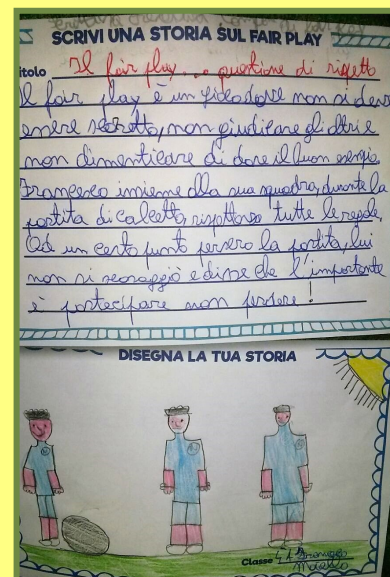 SCRIVI UNA STORIA SUL FAIR PLAY
itolo Il fair play... questione di rispetto
Il fair play è un gioco dove non si deve
essere scorretto, non giudicare gli altri e
non dimenticare di dare il buon esempio
Francesco insieme alla sua squadra, durante la
partita di calcetto, rispettava tutte le regole,
Ad un certo punto persero la partita, lui
non si scoraggiò e disse che l'importante
è partecipare non perdere!
DISEGNA LA TUA STORIA
Classe 4